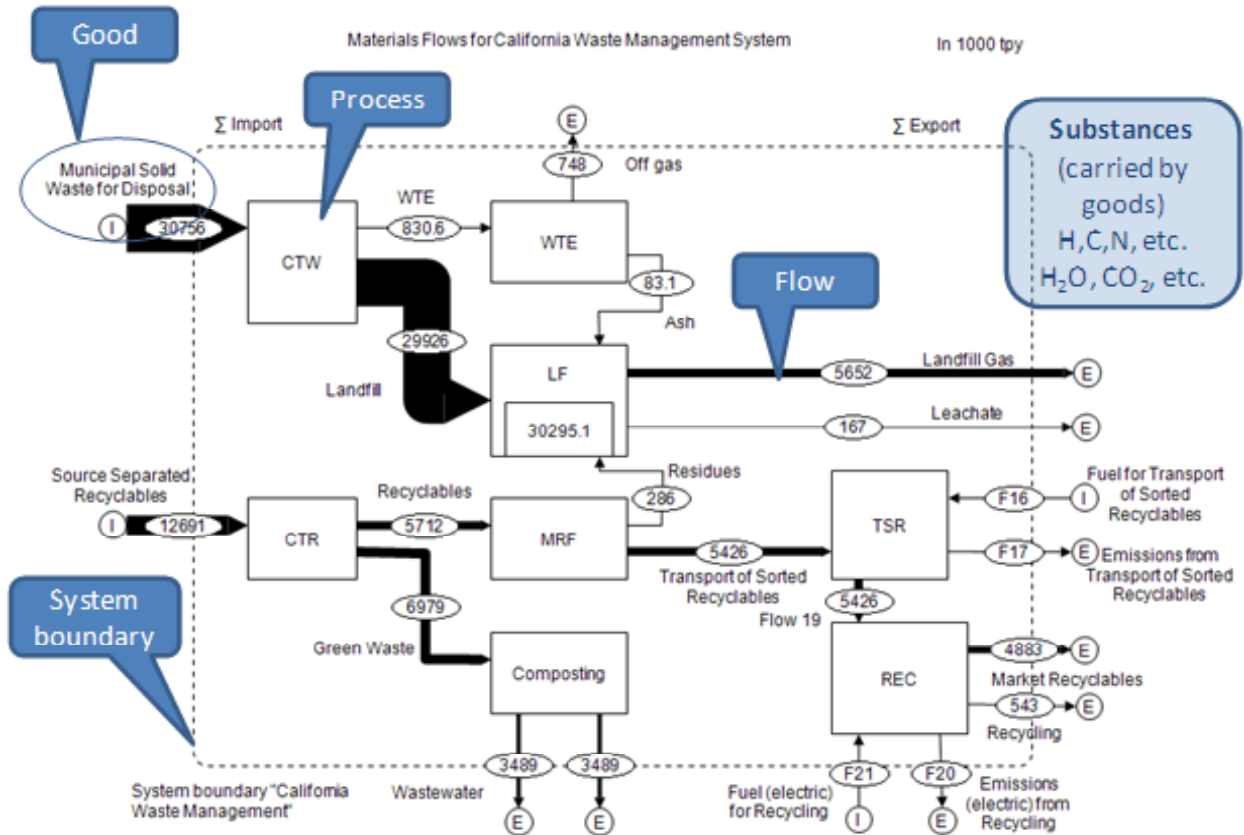 Good
Materials Flows for California Waste Management System
In 1000 tpy
Process
Σ Import
Σ Export
E
Substances
(carried by
goods)
H,C,N, etc.
H₂O, CO₂, etc.
Municipal Solid
Waste for Disposal
748
Off gas
WTE
I
30756
830.6
CTW
WTE
83.1
Flow
Ash
29926
LF
Landfill Gas
5652
E
Landfill
Leachate
30295.1
167
E
Source Separated
Recyclables
Recyclables
Residues
286
Fuel for Transport
of Sorted
Recyclables
F16
I
I
12691
CTR
5712
MRF
TSR
5426
Transport of Sorted
Recyclables
F17
E
Emissions from
Transport of Sorted
Recyclables
System
boundary
6979
5426
Flow 19
Green Waste
Composting
REC
4883
E
Market Recyclables
543
E
Recycling
3489
3489
F21
F20
System boundary "California
Waste Management"
Wastewater
Fuel (electric)
for Recycling
Emissions
(electric) from
Recycling
E
E
I
E